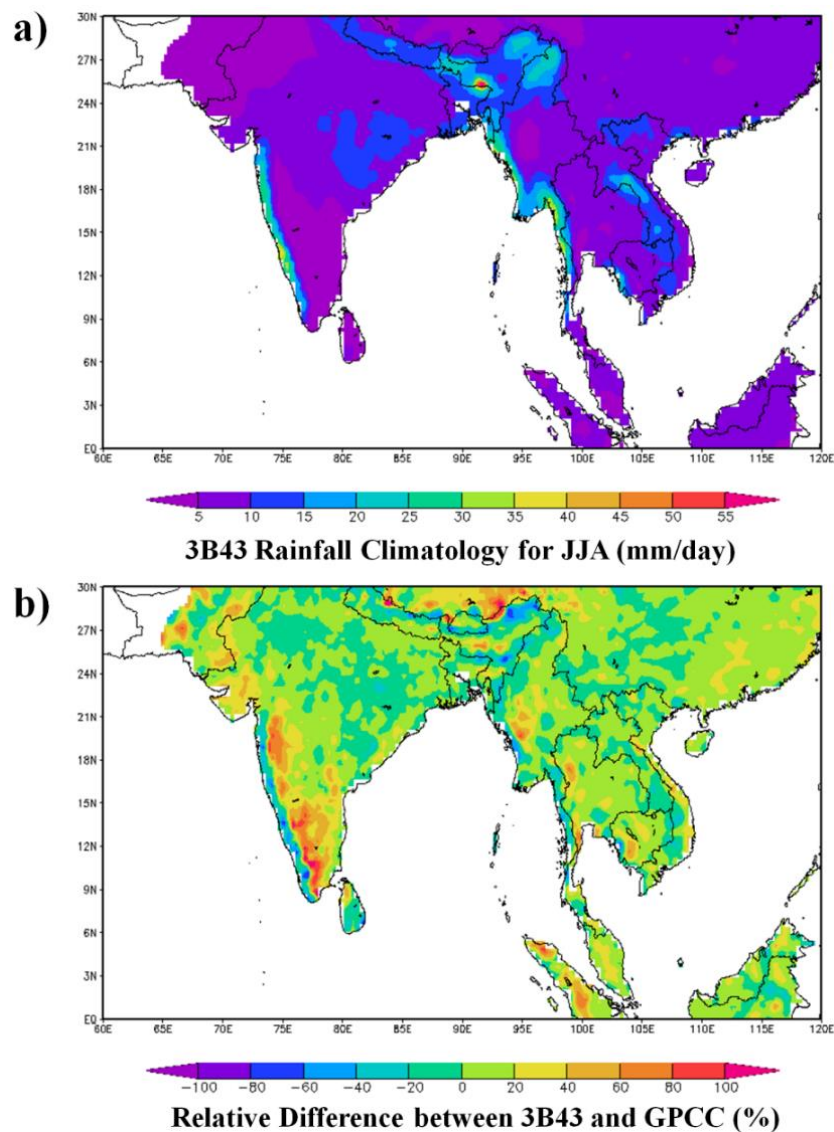 a)
30N
27N
24N
21N
18N
15N
12N
9N
6N
3N
EQ
60E 65E 70E 75E 80E 85E 90E 95E 100E 105E 110E 115E 120E
5 10 15 20 25 30 35 40 45 50 55
3B43 Rainfall Climatology for JJA (mm/day)
b)
30N
27N
24N
21N
18N
15N
12N
9N
6N
3N
EQ
60E 65E 70E 75E 80E 85E 90E 95E 100E 105E 110E 115E 120E
−100 −80 −60 −40 −20 0 20 40 60 80 100
Relative Difference between 3B43 and GPCC (%)